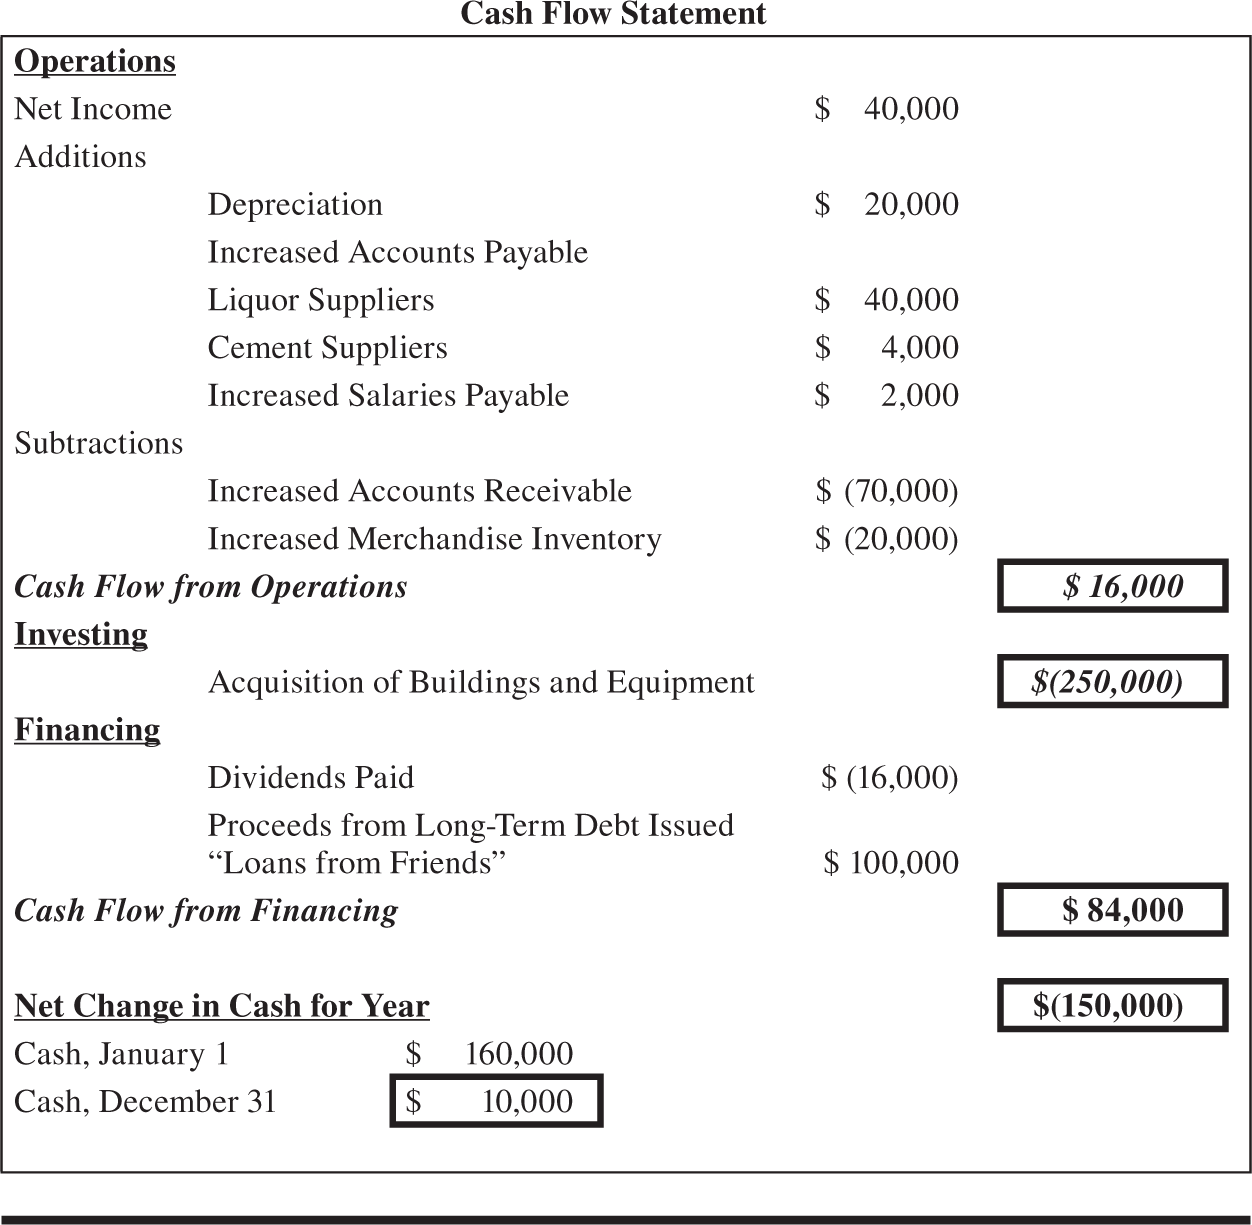 Cash Flow Statement
Operations
Net Income $ 40,000
Additions
Depreciation $ 20,000
Increased Accounts Payable
Liquor Suppliers $ 40,000
Cement Suppliers $ 4,000
Increased Salaries Payable $ 2,000
Subtractions
Increased Accounts Receivable $ (70,000)
Increased Merchandise Inventory $ (20,000)
Cash Flow from Operations $ 16,000
Investing
Acquisition of Buildings and Equipment $(250,000)
Financing
Dividends Paid $ (16,000)
Proceeds from Long-Term Debt Issued
“Loans from Friends” $ 100,000
Cash Flow from Financing $ 84,000
Net Change in Cash for Year $(150,000)
Cash, January 1 $ 160,000
Cash, December 31 $ 10,000